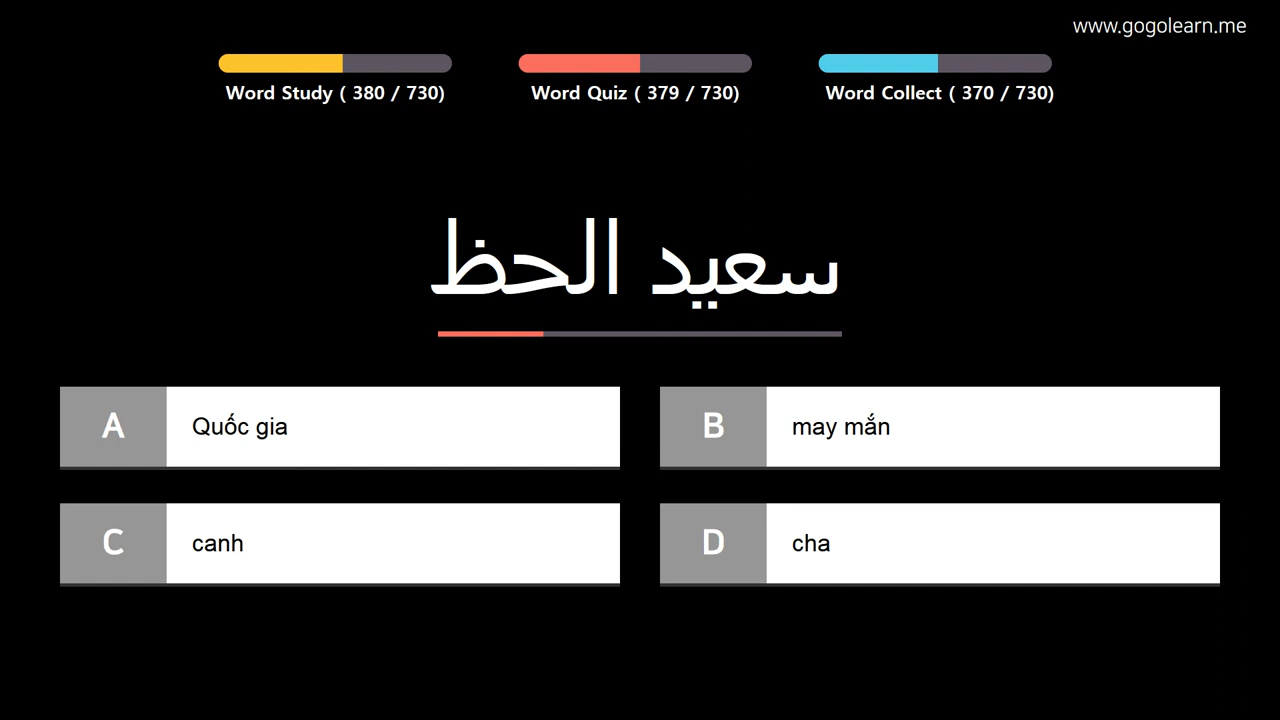 www.gogolearn.me
Word Study ( 380 / 730)
Word Quiz ( 379 / 730)
Word Collect ( 370 / 730)
سعيد الحظ
A
Quốc gia
B
may mắn
C
canh
D
cha